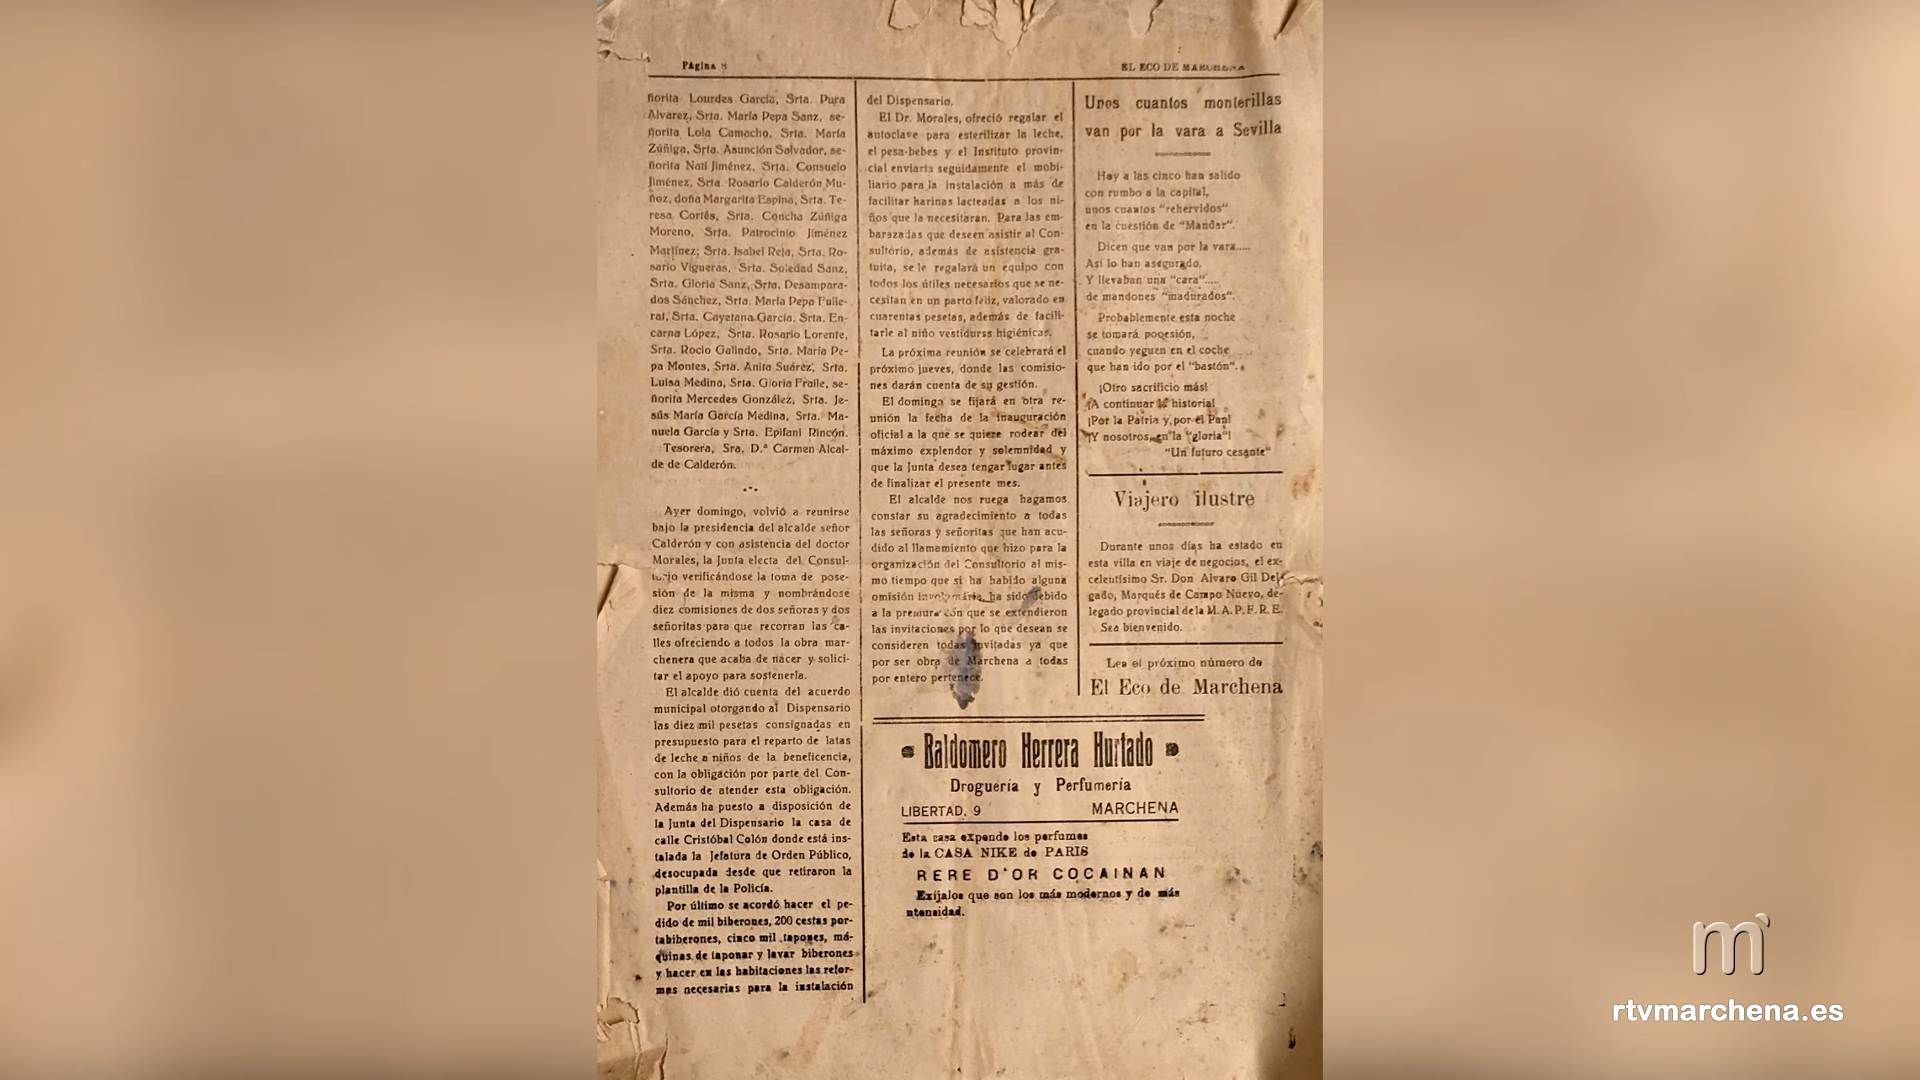 Página 8
EL ECO DE MARCHENA
ñorita Lourdes García, Srta. Pura
Alvarez, Srta. María Pepa Sanz, se-
ñorita Lola Camacho, Srta. María
Zúñiga, Srta. Asunción Salvador, se-
ñorita Nati Jiménez, Srta. Consuelo
Jiménez, Srta. Rosario Calderón Mu-
ñoz, doña Margarita Espina, Srta. Te-
resa Cortés, Srta. Concha Zúñiga
Moreno, Srta. Patrocinio Jiménez
Martínez; Srta. Isabel Reja, Srta. Ro-
sario Vigueras, Srta. Soledad Sanz,
Srta. Gloria Sanz, Srta. Desampara-
dos Sánchez, Srta. María Pepa Fulle-
rat, Srta. Cayetana García. Srta. En-
carna López, Srta. Rosario Lorente,
Srta. Rocio Galindo, Srta. María Pe-
pa Montes, Srta. Anita Suárez, Srta.
Luisa Medina, Srta. Gloria Fraile, se-
ñorita Mercedes González, Srta. Je-
sús María García Medina, Srta. Ma-
nuela García y Srta. Epifani Rincón.
Tesorera, Sra. D.ª Carmen Alcal-
de de Calderón.
Ayer domingo, volvió a reunirse
bajo la presidencia del alcalde señor
Calderón y con asistencia del doctor
Morales, la Junta electa del Consul-
torio verificándose la toma de pose-
sión de la misma y nombrándose
diez comisiones de dos señoras y dos
señoritas para que recorran las ca-
lles ofreciendo a todos la obra mar-
chenera que acaba de nacer y solici-
tar el apoyo para sostenerla.
El alcalde dió cuenta del acuerdo
municipal otorgando al Dispensario
las diez mil pesetas consignadas en
presupuesto para el reparto de latas
de leche a niños de la beneficencia,
con la obligación por parte del Con-
sultorio de atender esta obligación.
Además ha puesto a disposición de
la Junta del Dispensario la casa de
calle Cristóbal Colón donde está ins-
talada la Jefatura de Orden Público,
desocupada desde que retiraron la
plantilla de la Policía.
Por último se acordó hacer el pe-
dido de mil biberones, 200 cestas por-
tabiberones, cinco mil tapones, má-
quinas de taponar y lavar biberones
y hacer en las habitaciones las refor-
mas necesarias para la instalación
del Dispensario.
El Dr. Morales, ofreció regalar el
autoclave para esterilizar la leche,
el pesa-bebes y el Instituto provin-
cial enviaria seguidamente el mobi-
liario para la instalación a más de
facilitar harinas lacteadas a los ni-
ños que la necesitaran. Para las em-
barazadas que deseen asistir al Con-
sultorio, además de asistencia gra-
tuita, se le regalará un equipo con
todos los útiles necesarios que se ne-
cesitan en un parto feliz, valorado en
cuarentas pesetas, además de facili-
tarle al niño vestidurss higiénicas.
La próxima reunión se celebrará el
próximo jueves, donde las comisio-
nes darán cuenta de su gestión.
El domingo se fijará en otra re-
unión la fecha de la inauguración
oficial a la que se quiere rodear del
máximo explendor y solemnidad y
que la Junta desea tengar lugar antes
de finalizar el presente mes.
El alcalde nos ruega hagamos
constar su agradecimiento a todas
las señoras y señoritas que han acu-
dido al llamamiento que hizo para la
organización del Consultorio al mis-
mo tiempo que si ha habido alguna
omisión involuntaria, ha sido debido
a la premura con que se extendieron
las invitaciones por lo que desean se
consideren todas invitadas ya que
por ser obra de Marchena a todas
por entero pertenece.
Unos cuantos monterillas
van por la vara a Sevilla
Hoy a las cinco han salido
con rumbo a la capital,
unos cuantos "rehervidos"
en la cuestión de "Mandar".
Dicen que van por la vara.....
Así lo han asegurado.
Y llevaban una "cara".....
de mandones "madurados".
Probablemente esta noche
se tomará pocesión,
cuando yeguen en el coche
que han ido por el "bastón".
¡Otro sacrificio más!
¡A continuar la historia!
¡Por la Patria y por el Pan!
¡Y nosotros, en la "gloria"!
"Un futuro cesante"
Viajero ilustre
Durante unos días ha estado en
esta villa en viaje de negocios, el ex-
celentísimo Sr. Don Alvaro Gil Del-
gado, Marqués de Campo Nuevo, de-
legado provincial de la M. A. P. F. R. E.
Sea bienvenido.
Lea el próximo número de
El Eco de Marchena
Baldomero Herrera Hurtado
Droguería y Perfumería
LIBERTAD, 9 MARCHENA
Esta casa expende los perfumes
de la CASA NIKE de PARIS
RERE D'OR COCAINAN
Exíjalos que son los más modernos y de más
ntensidad.
m
rtvmarchena.es